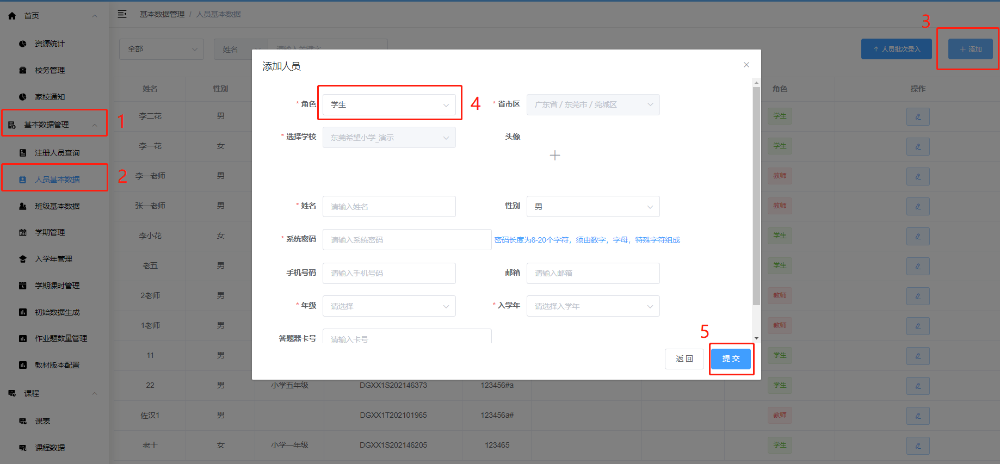 首页
资源统计
校务管理
家校通知
基本数据管理
1
注册人员查询
人员基本数据
2
班级基本数据
学期管理
入学年管理
学期课时管理
初始数据生成
作业题数量管理
教材版本配置
课程
课表
课程数据
基本数据管理 / 人员基本数据
全部
姓名
请输入关键字
人员批次录入
3
添加
姓名 性别 角色 操作
李二花 男 学生
李一花 女 学生
李一老师 男 教师
张一老师 男 教师
李小花 女 学生
老五 男 学生
2老师 男 教师
1老师 男 教师
11 男 学生
22 男 小学五年级 DGXX1S202146373 123456#a 学生
佐汉1 男 DGXX1T202101965 123456a# 教师
老十 女 小学一年级 DGXX1S202146205 123465 学生
添加人员
* 角色 学生 4
* 省市区 广东省 / 东莞市 / 莞城区
* 选择学校 东莞希望小学_演示
头像
* 姓名 请输入姓名
性别 男
* 系统密码 请输入系统密码 密码长度为8-20个字符，须由数字，字母，特殊字符组成
手机号码 请输入手机号码
邮箱 请输入邮箱
* 年级 请选择
* 入学年 请选择入学年
答题器卡号 请输入卡号
5
返回 提交